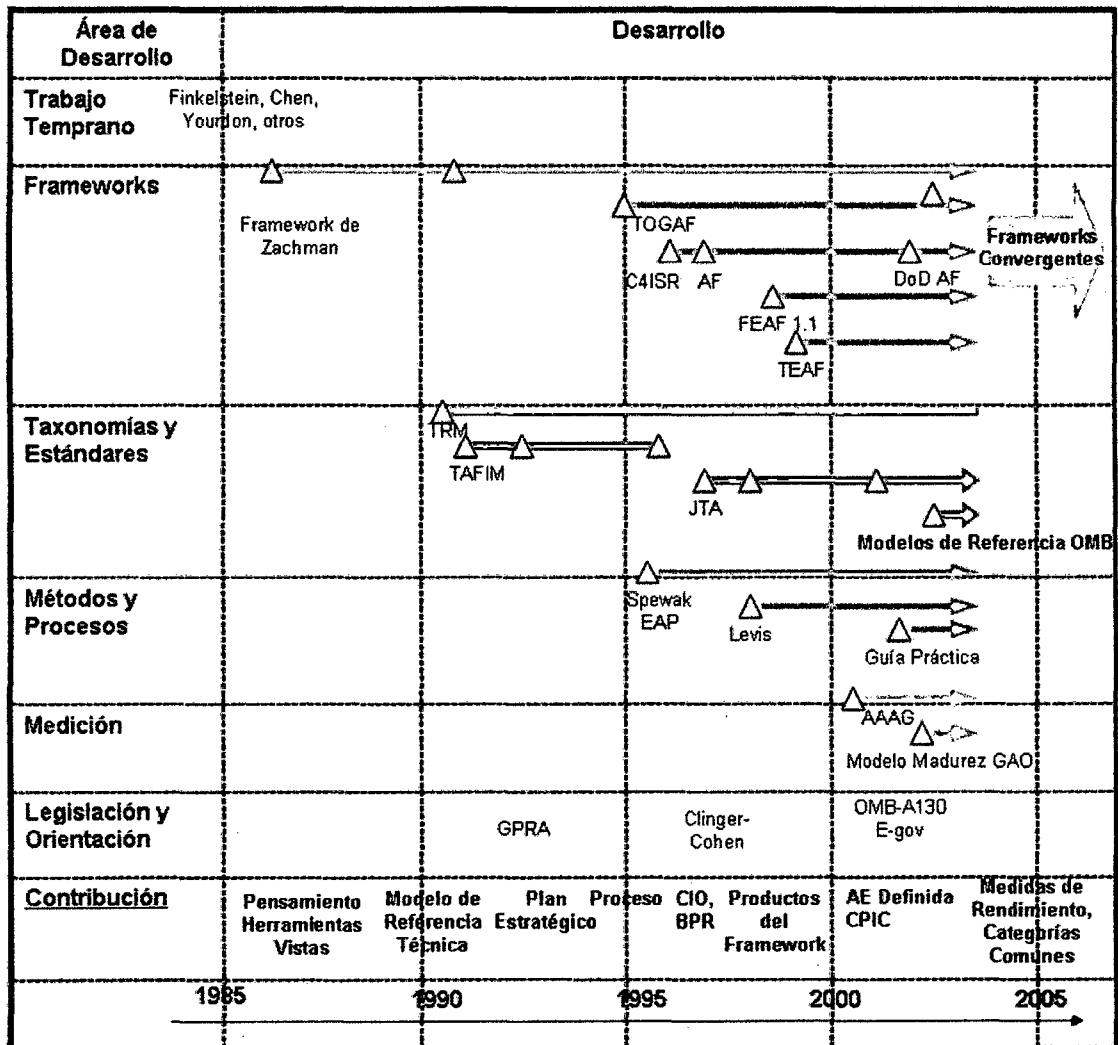 Área de
Desarrollo
Desarrollo
Trabajo
Temprano
Finkelstein, Chen,
Yourdon, otros
Frameworks
Framework de
Zachman
TOGAF
C4ISR AF
DoD AF
FEAF 1.1
TEAF
Frameworks
Convergentes
Taxonomías y
Estándares
TRM
TAFIM
JTA
Modelos de Referencia OMB
Métodos y
Procesos
Spewak
EAP
Levis
Guía Práctica
Medición
AAAG
Modelo Madurez GAO
Legislación y
Orientación
GPRA
Clinger-
Cohen
OMB-A130
E-gov
Contribución
Pensamiento
Herramientas
Vistas
Modelo de
Referencia
Técnica
Plan
Estratégico
Proceso
CIO,
BPR
Productos
del
Framework
AE Definida
CPIC
Medidas de
Rendimiento,
Categorías
Comunes
1985 1990 1995 2000 2005